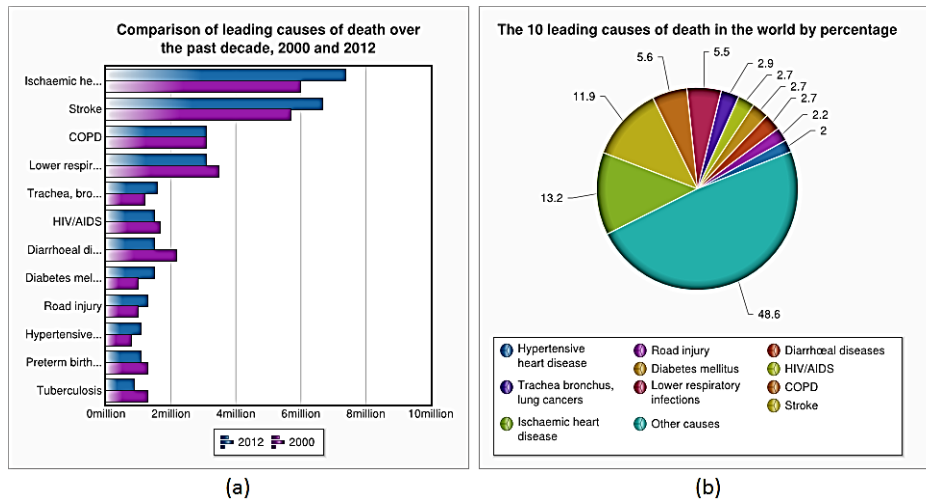 Comparison of leading causes of death over
the past decade, 2000 and 2012
Ischaemic he...
Stroke
COPD
Lower respir...
Trachea, bro...
HIV/AIDS
Diarrhoeal di...
Diabetes mel...
Road injury
Hypertensive...
Preterm birth...
Tuberculosis
0million 2million 4million 6million 8million 10million
2012 2000
(a)
The 10 leading causes of death in the world by percentage
5.5
5.6
2.9
2.7
2.7
2.7
2.2
2
11.9
13.2
48.6
Hypertensive
heart disease
Trachea bronchus,
lung cancers
Ischaemic heart
disease
Road injury
Diabetes mellitus
Lower respiratory
infections
Other causes
Diarrhœal diseases
HIV/AIDS
COPD
Stroke
(b)